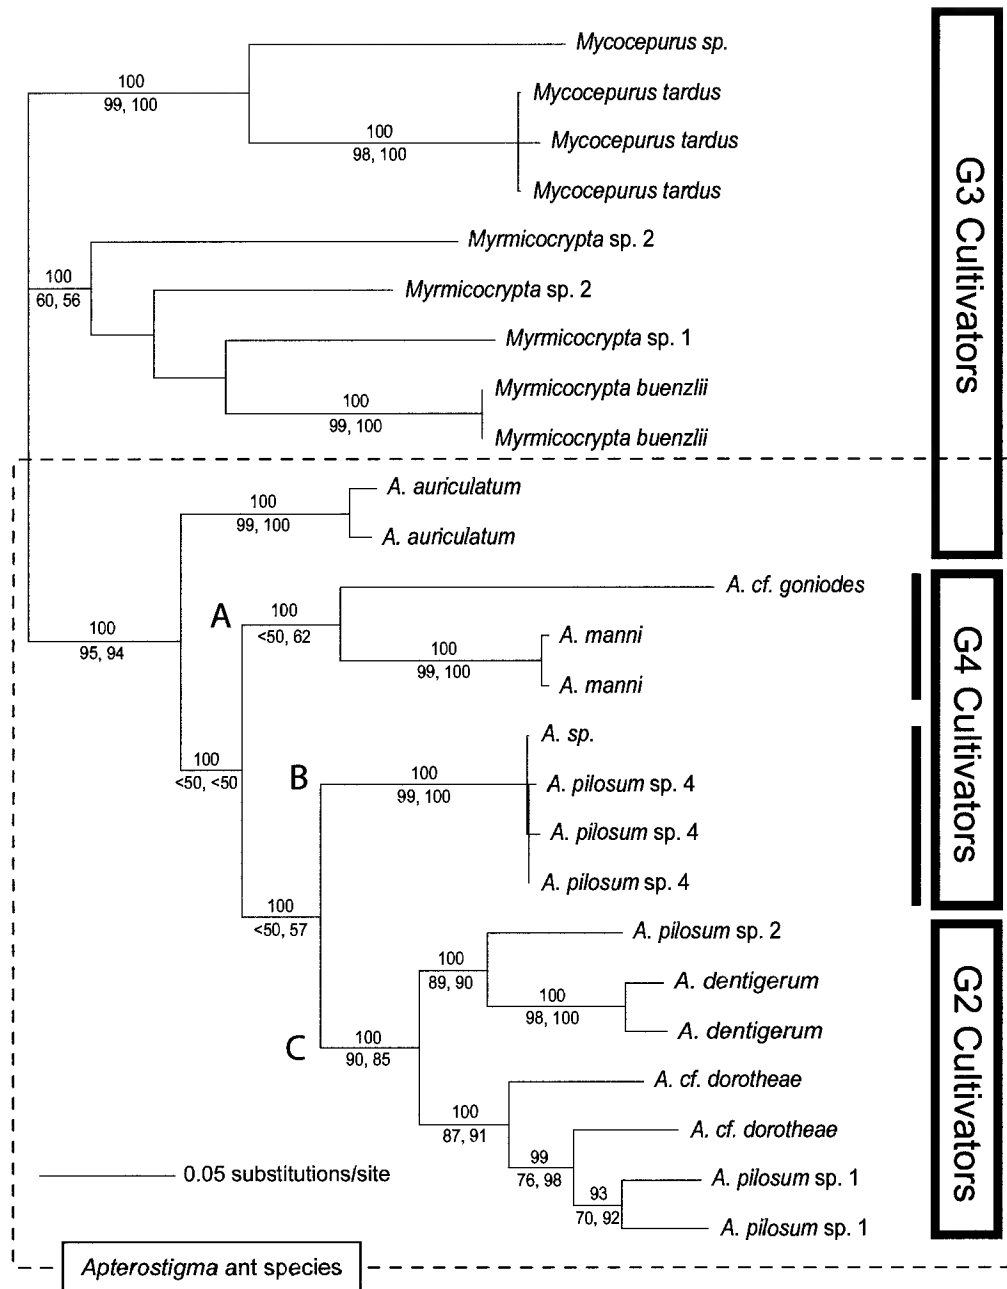 Mycocepurus sp.
100
99, 100
Mycocepurus tardus
100
98, 100
Mycocepurus tardus
Mycocepurus tardus
Myrmicocrypta sp. 2
100
60, 56
Myrmicocrypta sp. 2
Myrmicocrypta sp. 1
Myrmicocrypta buenzlii
100
99, 100
Myrmicocrypta buenzlii
G3 Cultivators
A. auriculatum
100
99, 100
A. auriculatum
A. cf. goniodes
A
100
<50, 62
100
95, 94
A. manni
100
99, 100
A. manni
G4 Cultivators
A. sp.
100
<50, <50
B
100
99, 100
A. pilosum sp. 4
A. pilosum sp. 4
A. pilosum sp. 4
100
<50, 57
A. pilosum sp. 2
100
89, 90
A. dentigerum
100
98, 100
A. dentigerum
C
100
90, 85
G2 Cultivators
A. cf. dorotheae
100
87, 91
A. cf. dorotheae
99
76, 98
A. pilosum sp. 1
93
70, 92
A. pilosum sp. 1
0.05 substitutions/site
Apterostigma ant species